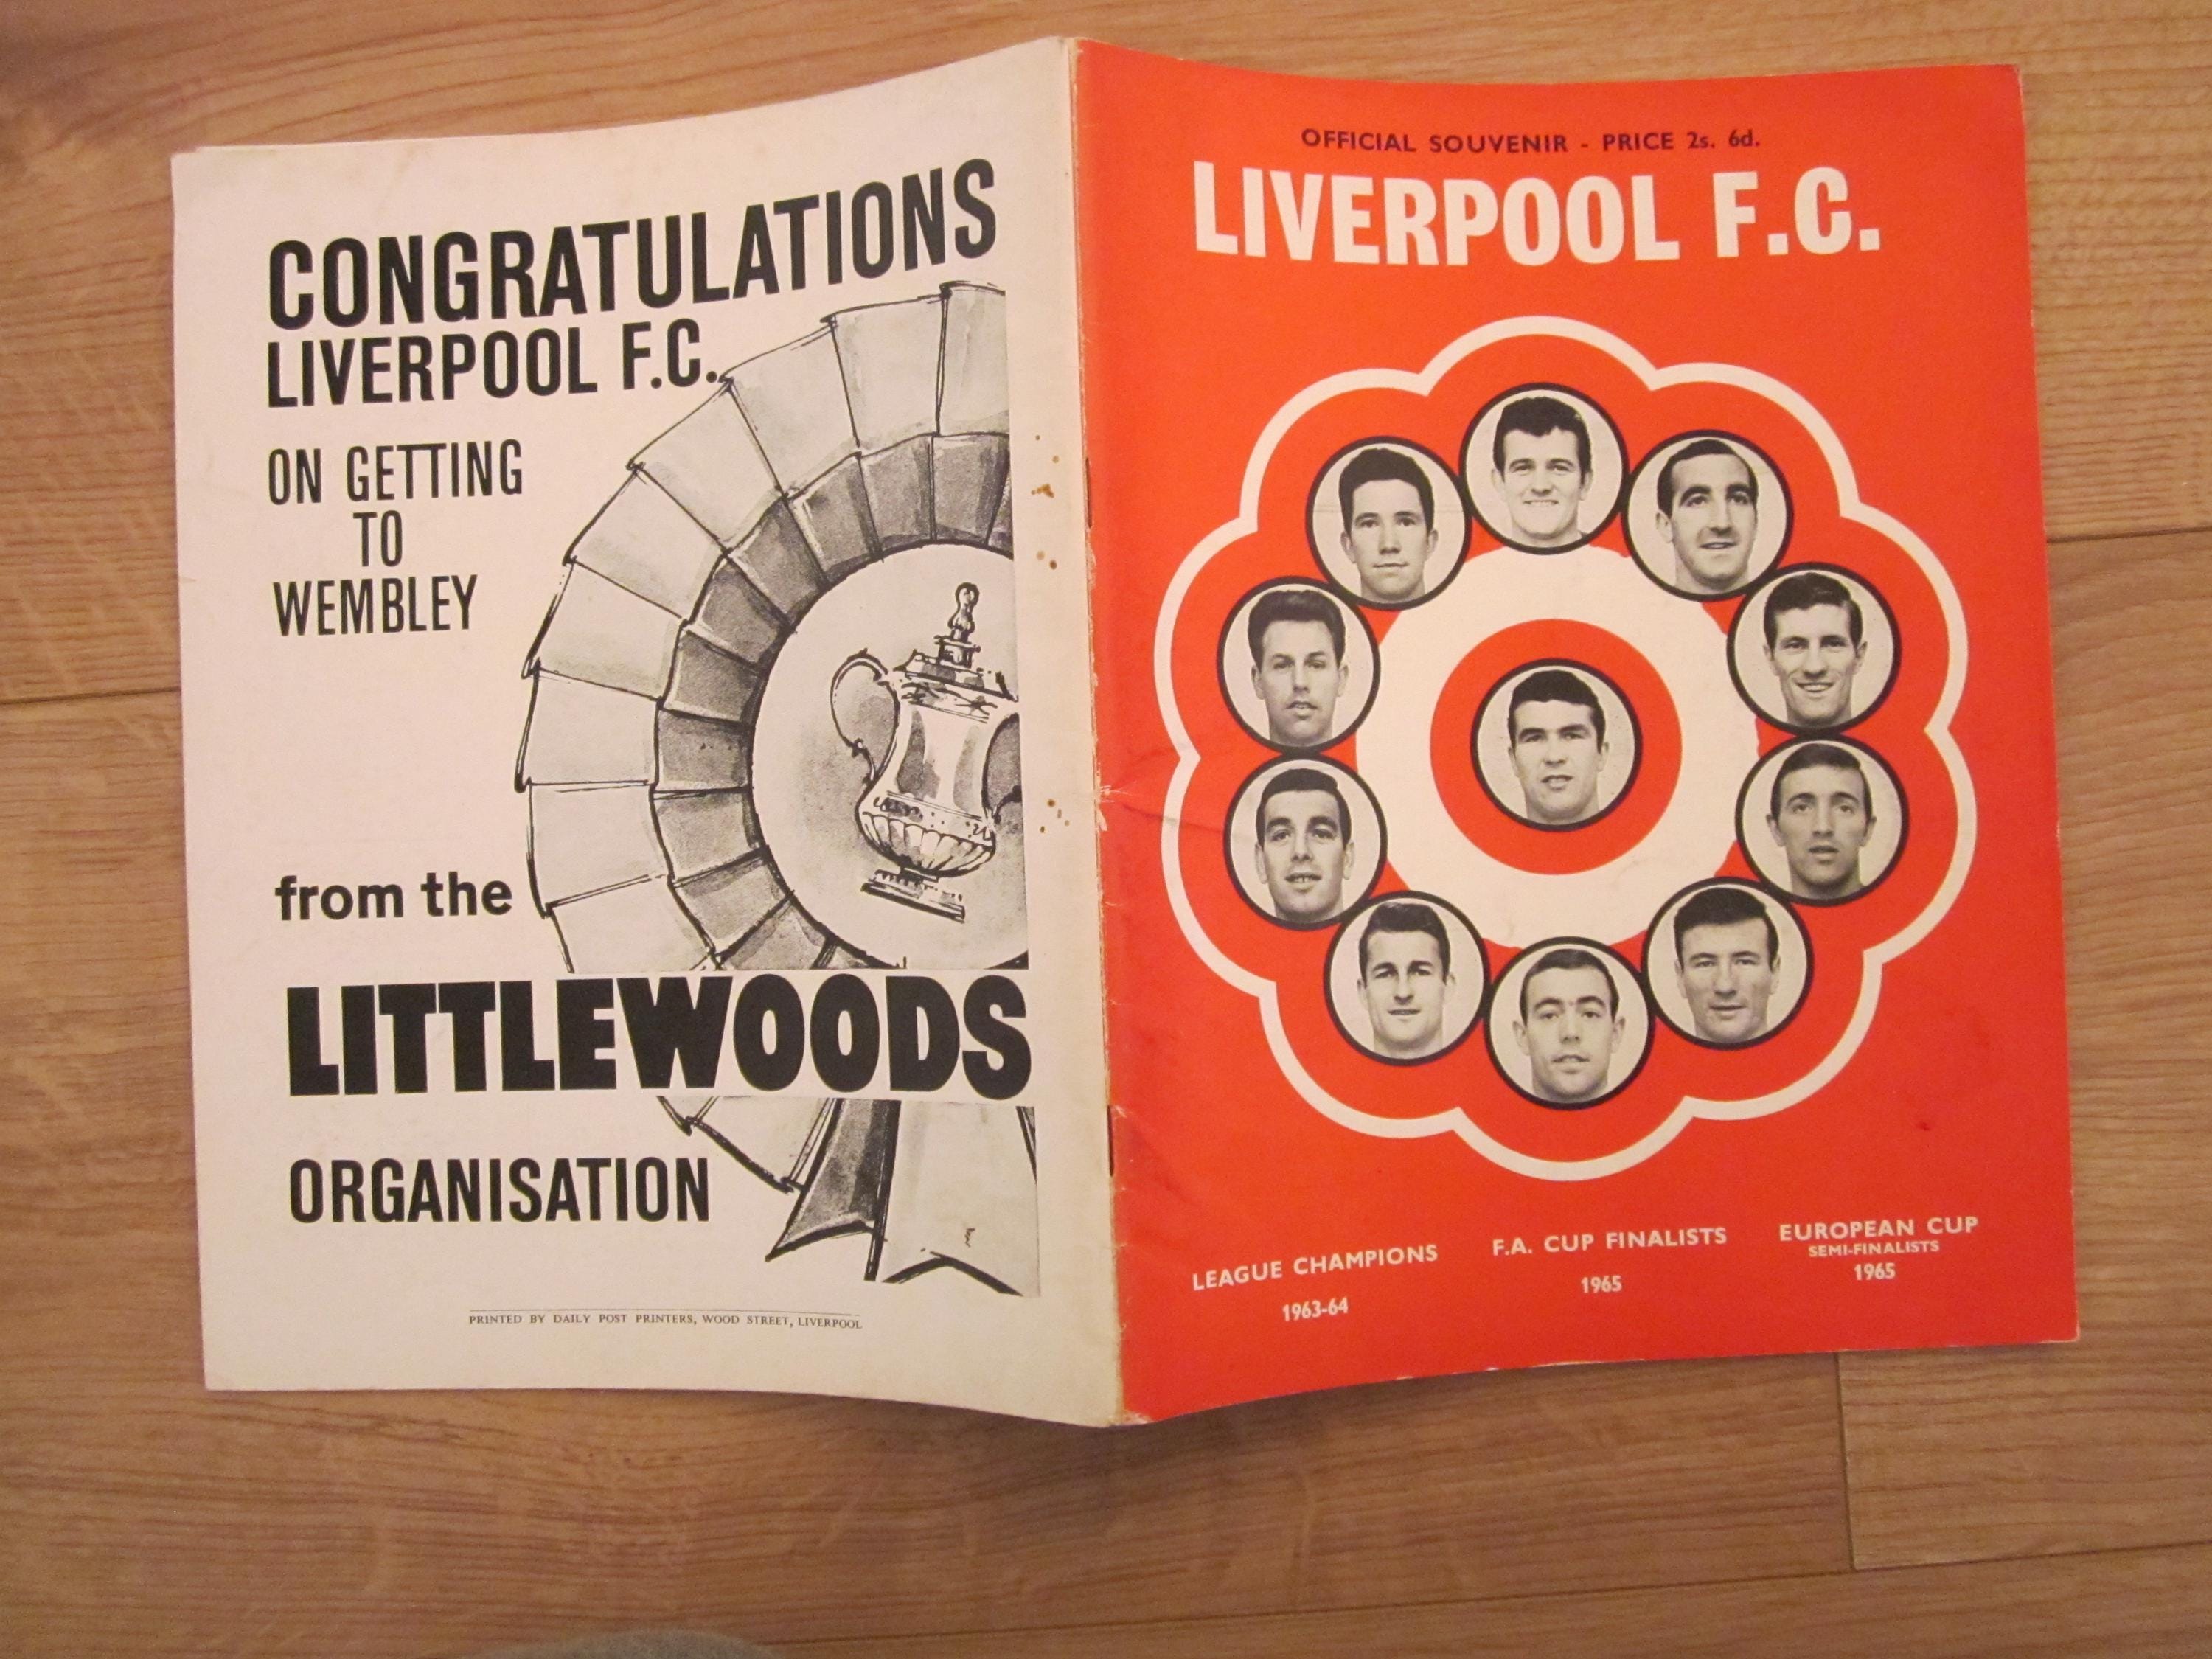 CONGRATULATIONS
LIVERPOOL F.C.
ON GETTING
TO
WEMBLEY
from the
LITTLEWOODS
ORGANISATION
PRINTED BY DAILY POST PRINTERS, WOOD STREET, LIVERPOOL
OFFICIAL SOUVENIR - PRICE 2s. 6d.
LIVERPOOL F.C.
LEAGUE CHAMPIONS
1963-64
F.A. CUP FINALISTS
1965
EUROPEAN CUP
SEMI-FINALISTS
1965